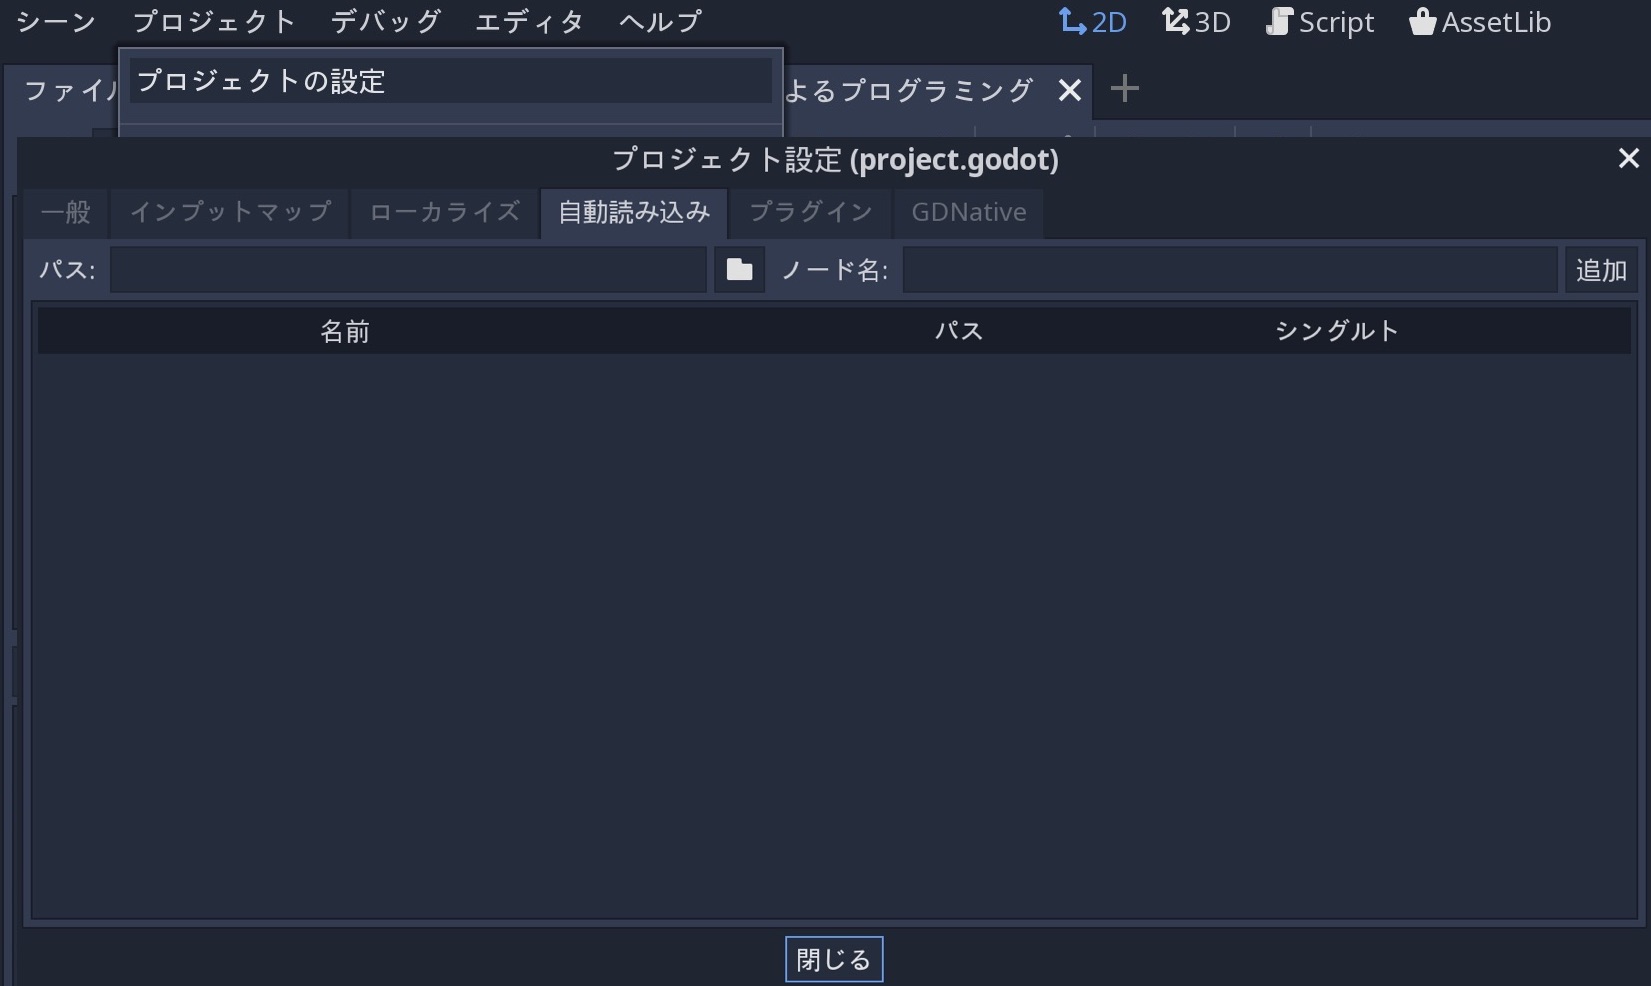 シーン プロジェクト デバッグ エディタ ヘルプ 2D 3D Script AssetLib
プロジェクトの設定
ファイル よるプログラミング
プロジェクト設定 (project.godot)
一般 インプットマップ ローカライズ 自動読み込み プラグイン GDNative
パス: ノード名: 追加
名前 パス シングルト
閉じる